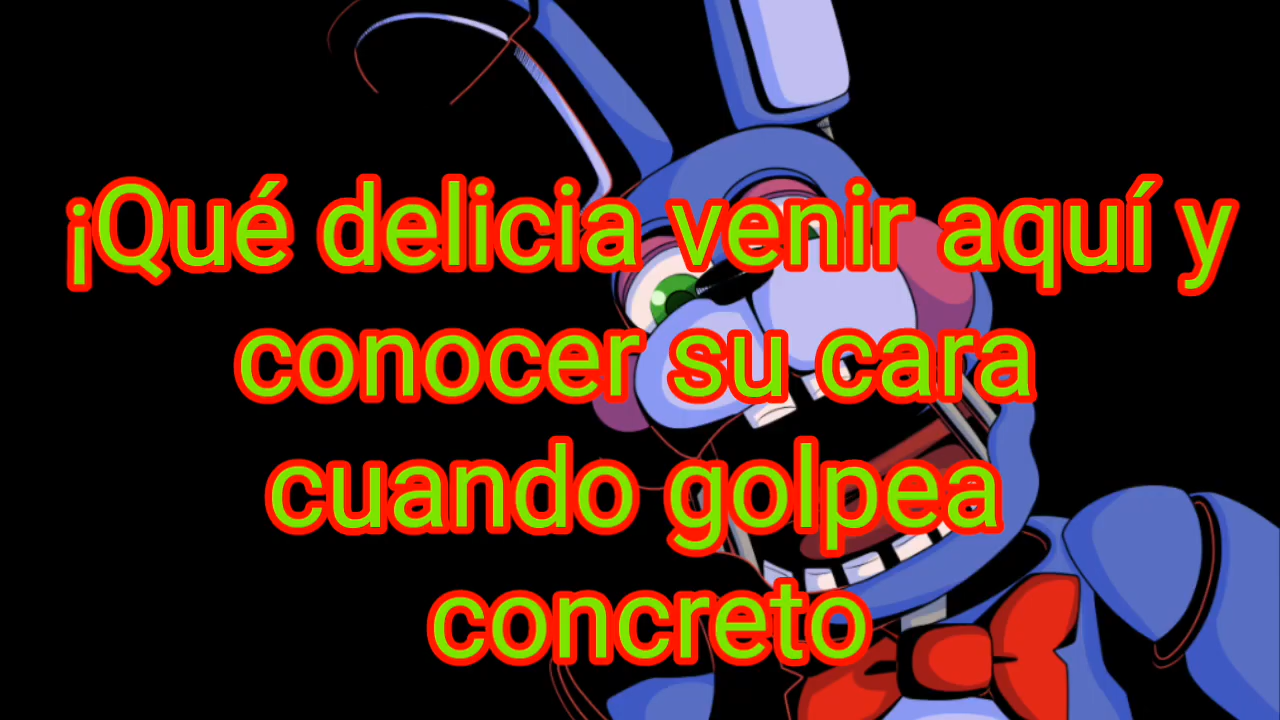 ¡Qué delicia venir aquí y
conocer su cara
cuando golpea
concreto